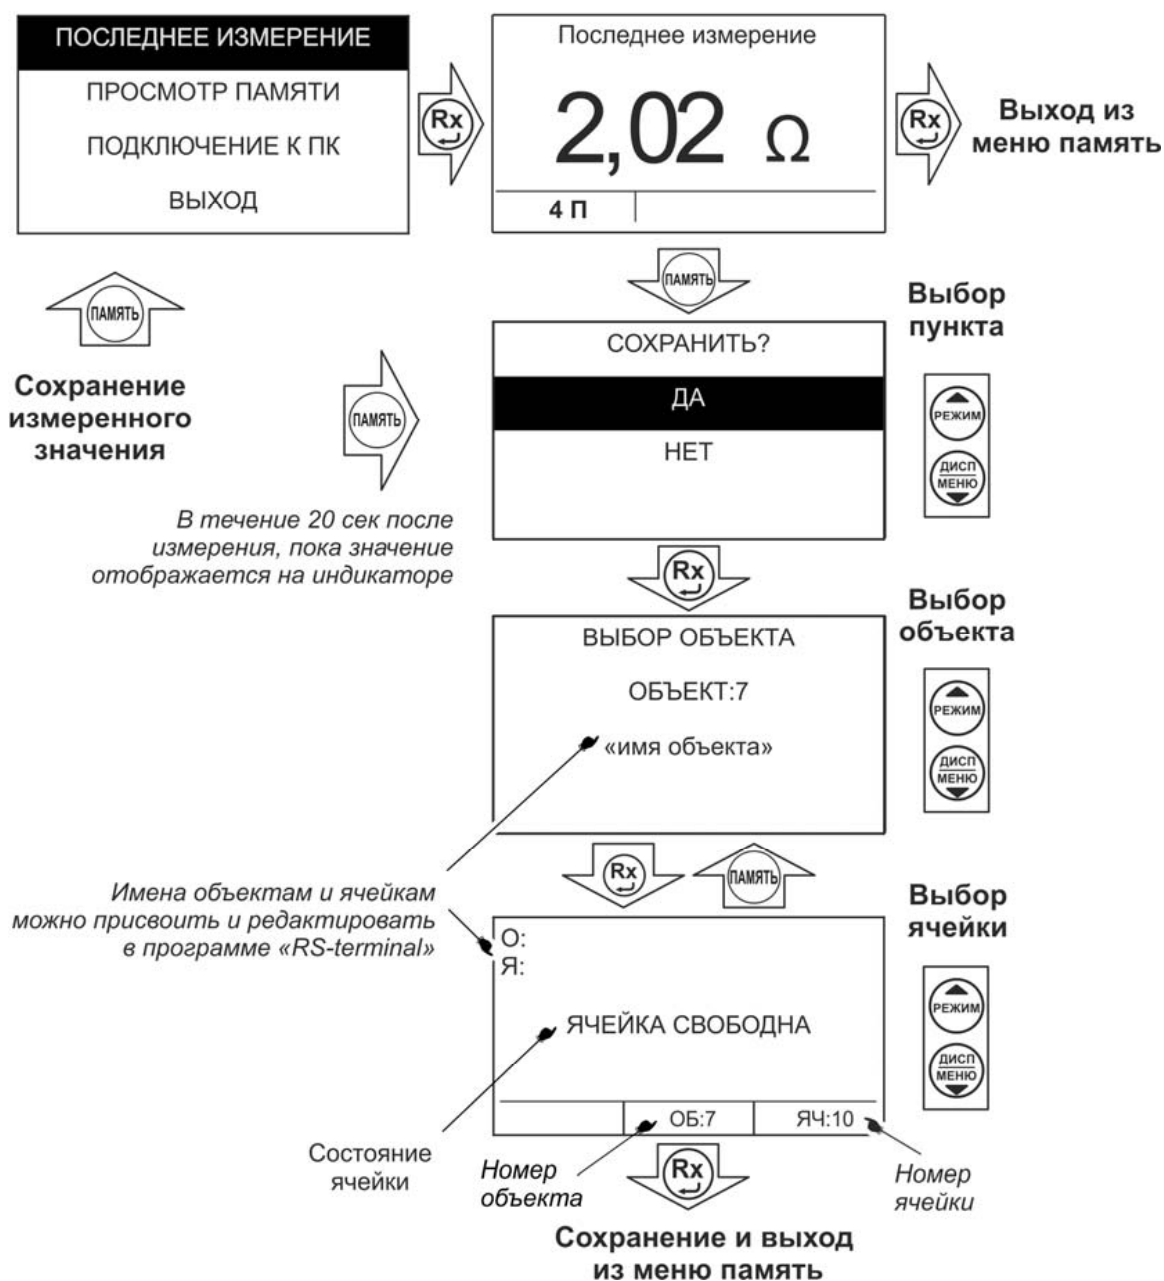 ПОСЛЕДНЕЕ ИЗМЕРЕНИЕ
ПРОСМОТР ПАМЯТИ
ПОДКЛЮЧЕНИЕ К ПК
ВЫХОД
Rx
Последнее измерение
2,02 Ω
4 П
Rx
Выход из
меню память
ПАМЯТЬ
Сохранение
измеренного
значения
ПАМЯТЬ
В течение 20 сек после
измерения, пока значение
отображается на индикаторе
ПАМЯТЬ
СОХРАНИТЬ?
ДА
НЕТ
Выбор
пункта
РЕЖИМ
ДИСП
МЕНЮ
Rx
ВЫБОР ОБЪЕКТА
ОБЪЕКТ:7
«имя объекта»
Выбор
объекта
РЕЖИМ
ДИСП
МЕНЮ
Имена объектам и ячейкам
можно присвоить и редактировать
в программе «RS-terminal»
Rx
ПАМЯТЬ
О:
Я:
ЯЧЕЙКА СВОБОДНА
ОБ:7
ЯЧ:10
Выбор
ячейки
РЕЖИМ
ДИСП
МЕНЮ
Состояние
ячейки
Номер
объекта
Rx
Номер
ячейки
Сохранение и выход
из меню память